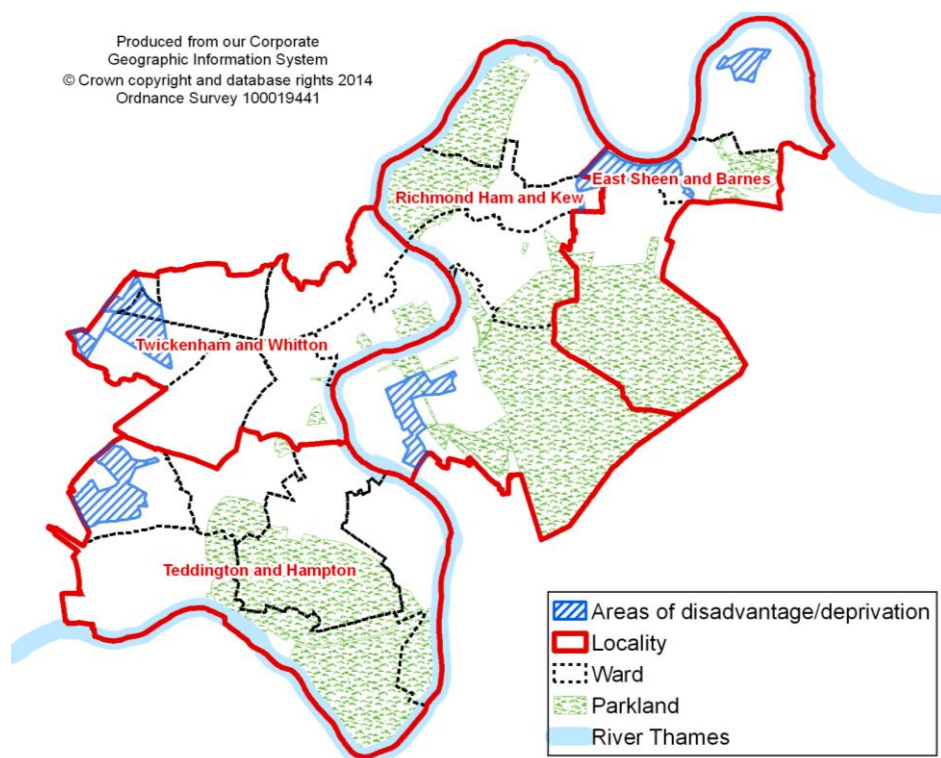 Produced from our Corporate
Geographic Information System
© Crown copyright and database rights 2014
Ordnance Survey 100019441
Richmond Ham and Kew
East Sheen and Barnes
Twickenham and Whitton
Teddington and Hampton
Areas of disadvantage/deprivation
Locality
Ward
Parkland
River Thames